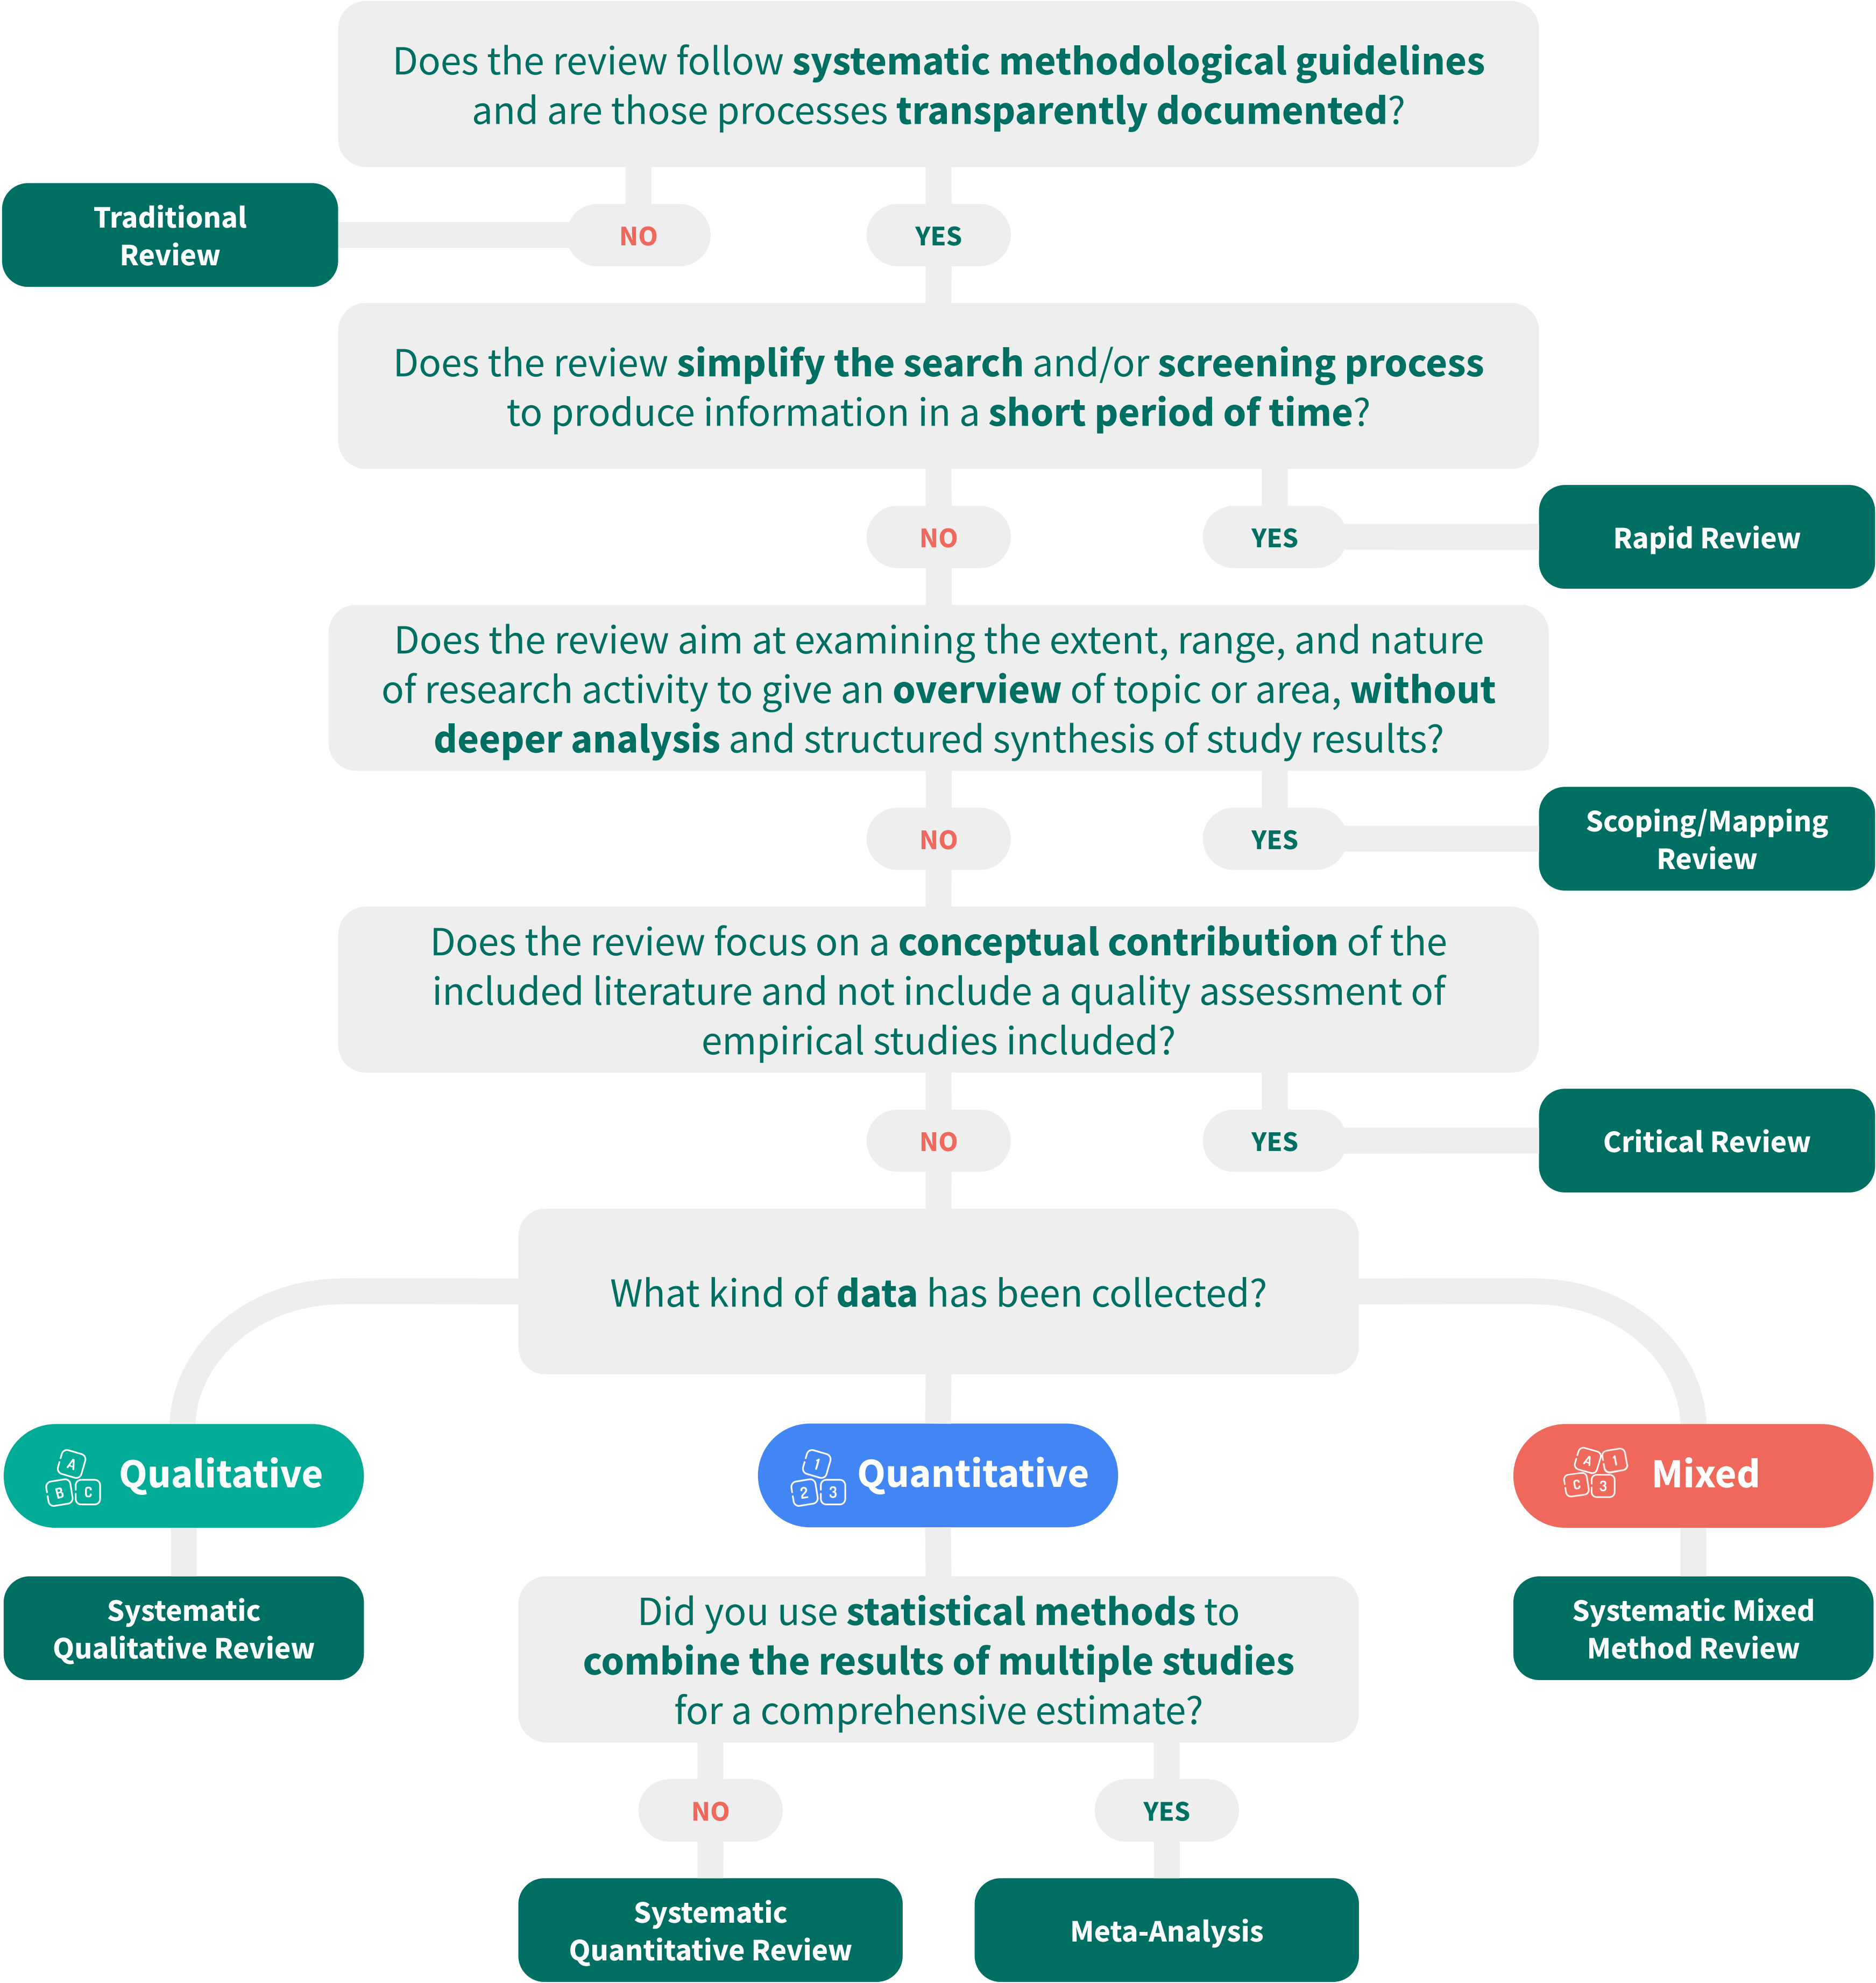 Does the review follow systematic methodological guidelines
and are those processes transparently documented?
Traditional
Review
NO
YES
Does the review simplify the search and/or screening process
to produce information in a short period of time?
NO
YES
Rapid Review
Does the review aim at examining the extent, range, and nature
of research activity to give an overview of topic or area, without
deeper analysis and structured synthesis of study results?
NO
YES
Scoping/Mapping
Review
Does the review focus on a conceptual contribution of the
included literature and not include a quality assessment of
empirical studies included?
NO
YES
Critical Review
What kind of data has been collected?
A
B C
Qualitative
1
2 3
Quantitative
A 1
C 3
Mixed
Systematic
Qualitative Review
Did you use statistical methods to
combine the results of multiple studies
for a comprehensive estimate?
Systematic Mixed
Method Review
NO
YES
Systematic
Quantitative Review
Meta-Analysis